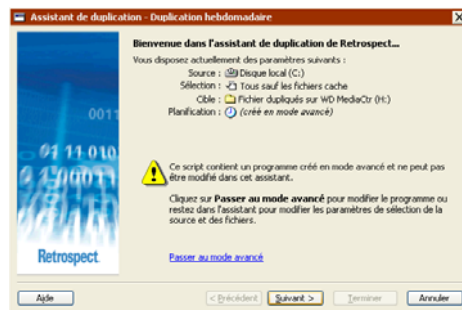 Assistant de duplication - Duplication hebdomadaire
Bienvenue dans l'assistant de duplication de Retrospect...
Vous disposez actuellement des paramètres suivants :
Source : Disque local (C:)
Sélection : Tous sauf les fichiers cache
Cible : Fichier dupliqués sur WD MediaCtr (H:)
Planification : (créé en mode avancé)
Ce script contient un programme créé en mode avancé et ne peut pas
être modifié dans cet assistant.
Cliquez sur Passer au mode avancé pour modifier le programme ou
restez dans l'assistant pour modifier les paramètres de sélection de la
source et des fichiers.
Retrospect
Passer au mode avancé
Aide
< Précédent
Suivant >
Terminer
Annuler